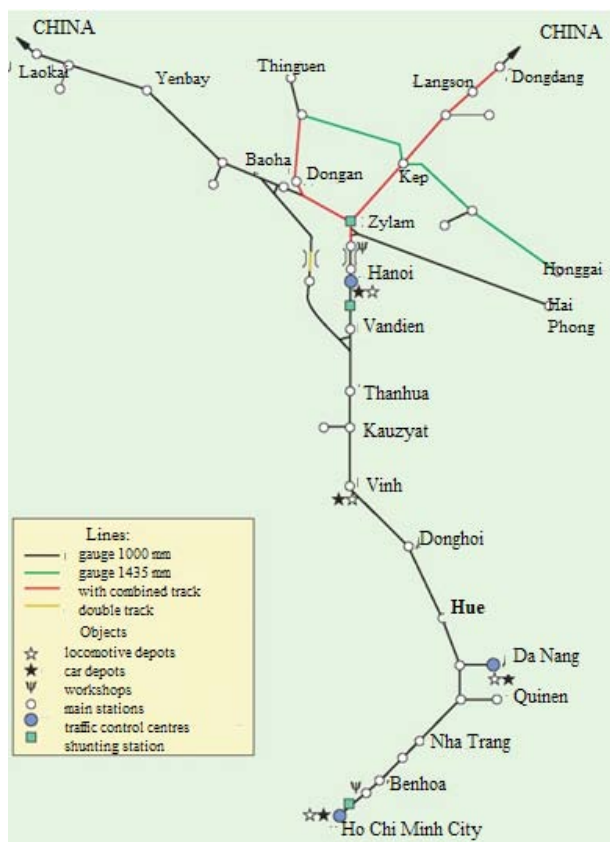 CHINA
CHINA
Laokai
Yenbay
Thinguen
Langson
Dongdang
Baoha
Dongan
Kep
Zylam
Honggai
Hanoi
Hai
Phong
Vandien
Thanhua
Kauzyat
Vinh
Donghoi
Hue
Da Nang
Quinen
Nha Trang
Benhoa
Ho Chi Minh City
Lines:
gauge 1000 mm
gauge 1435 mm
with combined track
double track
Objects
locomotive depots
car depots
workshops
main stations
traffic control centres
shunting station